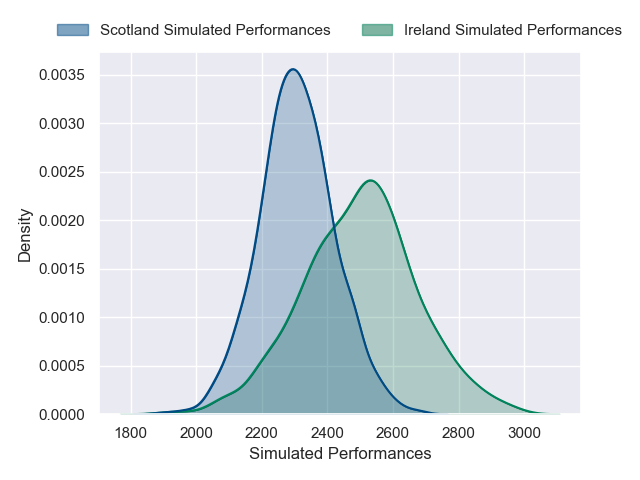 Scotland Simulated Performances Ireland Simulated Performances
0.0035
0.0030
0.0025
0.0020
0.0015
0.0010
0.0005
0.0000
Density
1800 2000 2200 2400 2600 2800 3000
Simulated Performances